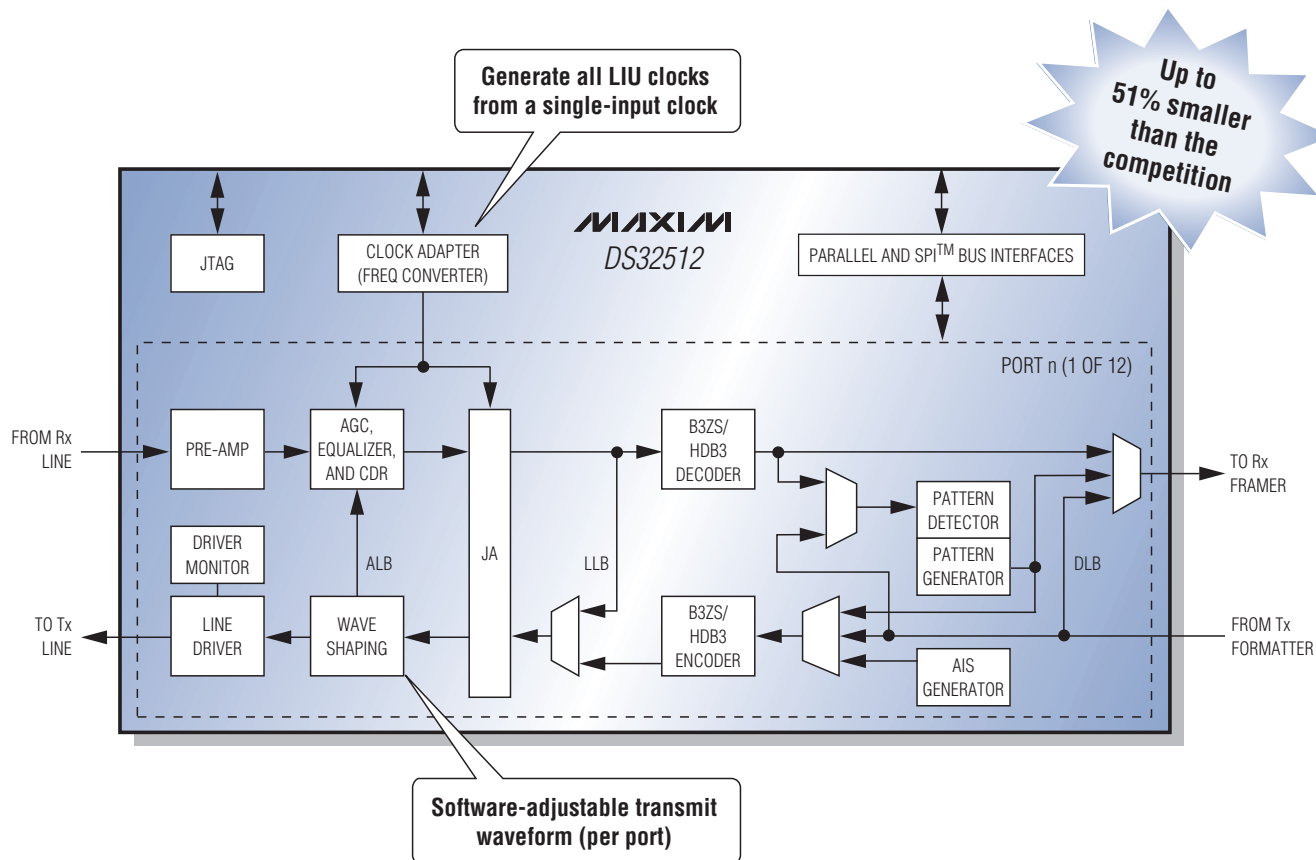 Generate all LIU clocks
from a single-input clock
Up to
51% smaller
than the
competition
MAXIM
DS32512
JTAG
CLOCK ADAPTER
(FREQ CONVERTER)
PARALLEL AND SPI™ BUS INTERFACES
PORT n (1 OF 12)
FROM Rx
LINE
PRE-AMP
AGC,
EQUALIZER,
AND CDR
JA
B3ZS/
HDB3
DECODER
PATTERN
DETECTOR
PATTERN
GENERATOR
TO Rx
FRAMER
DRIVER
MONITOR
ALB
LLB
DLB
TO Tx
LINE
LINE
DRIVER
WAVE
SHAPING
B3ZS/
HDB3
ENCODER
AIS
GENERATOR
FROM Tx
FORMATTER
Software-adjustable transmit
waveform (per port)